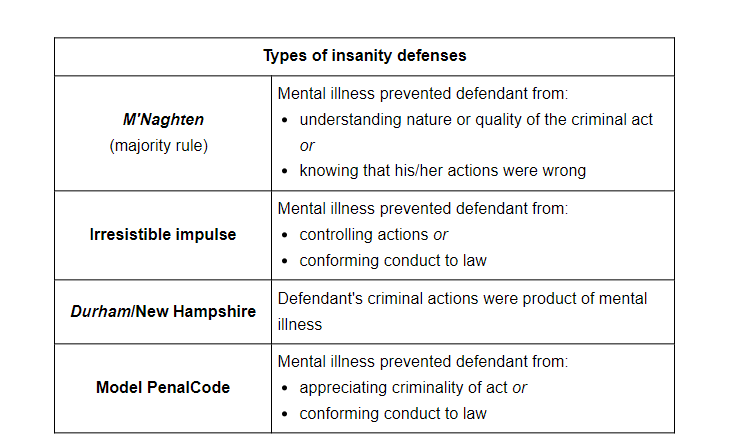 Types of insanity defenses
M'Naghten
(majority rule)
Mental illness prevented defendant from:
• understanding nature or quality of the criminal act
or
• knowing that his/her actions were wrong
Irresistible impulse
Mental illness prevented defendant from:
• controlling actions or
• conforming conduct to law
Durham/New Hampshire
Defendant's criminal actions were product of mental
illness
Model PenalCode
Mental illness prevented defendant from:
• appreciating criminality of act or
• conforming conduct to law